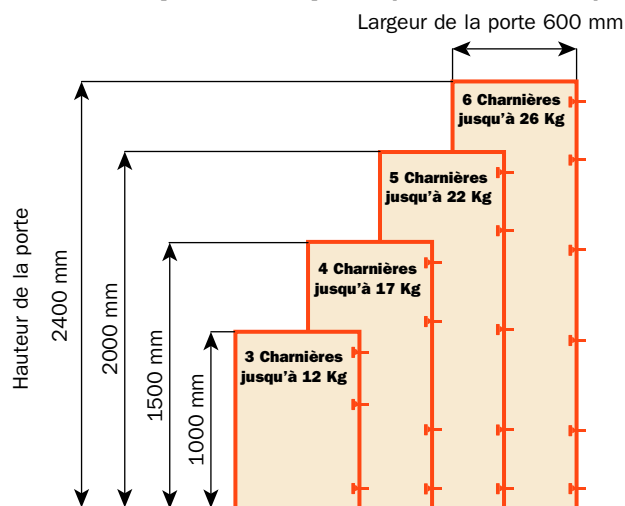 Largeur de la porte 600 mm
6 Charnières
jusqu'à 26 Kg
5 Charnières
jusqu'à 22 Kg
4 Charnières
jusqu'à 17 Kg
3 Charnières
jusqu'à 12 Kg
Hauteur de la porte
2400 mm
2000 mm
1500 mm
1000 mm